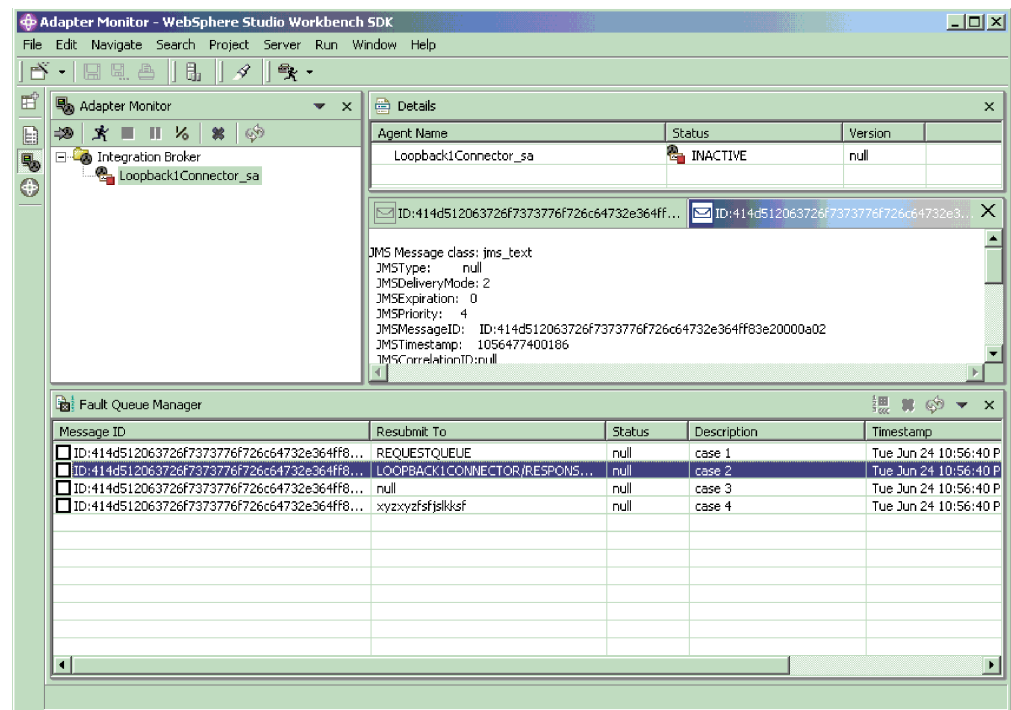 Adapter Monitor - WebSphere Studio Workbench SDK
File Edit Navigate Search Project Server Run Window Help
Adapter Monitor
Integration Broker
Loopback1Connector_sa
Details
Agent Name Status Version
Loopback1Connector_sa INACTIVE null
ID:414d512063726f7373776f726c64732e364ff... ID:414d512063726f7373776f726c64732e3...
JMS Message class: jms_text
JMSType: null
JMSDeliveryMode: 2
JMSExpiration: 0
JMSPriority: 4
JMSMessageID: ID:414d512063726f7373776f726c64732e364ff83e20000a02
JMSTimestamp: 1056477400186
JMSCorrelationID:null
Fault Queue Manager
Message ID Resubmit To Status Description Timestamp
ID:414d512063726f7373776f726c64732e364ff8... REQUESTQUEUE null case 1 Tue Jun 24 10:56:40 P
ID:414d512063726f7373776f726c64732e364ff8... LOOPBACK1CONNECTOR/RESPONS... null case 2 Tue Jun 24 10:56:40 P
ID:414d512063726f7373776f726c64732e364ff8... null null case 3 Tue Jun 24 10:56:40 P
ID:414d512063726f7373776f726c64732e364ff8... xyzxyzfsfjslkksf null case 4 Tue Jun 24 10:56:40 P